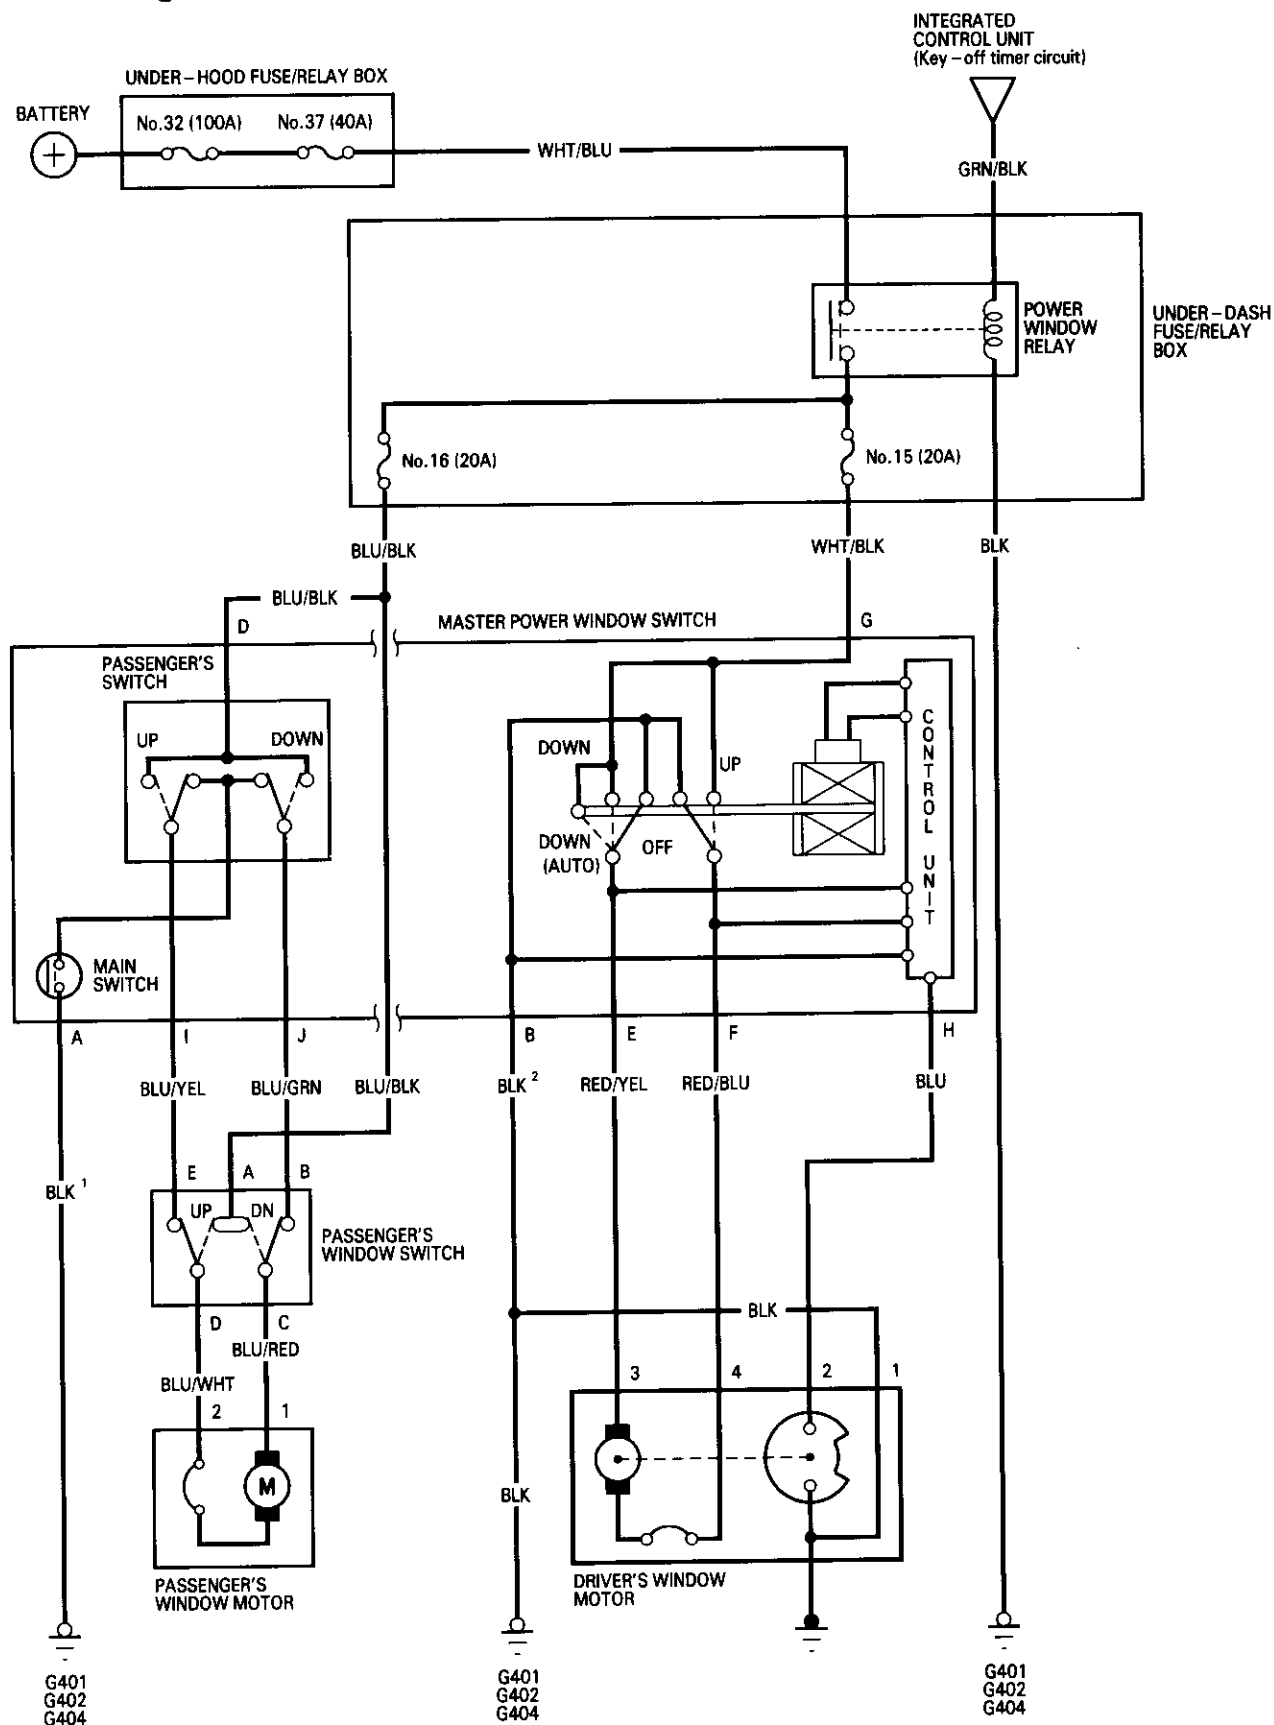 INTEGRATED
CONTROL UNIT
(Key-off timer circuit)
UNDER-HOOD FUSE/RELAY BOX
BATTERY
No.32 (100A)
No.37 (40A)
+
WHT/BLU
GRN/BLK
POWER
WINDOW
RELAY
UNDER-DASH
FUSE/RELAY
BOX
No.16 (20A)
No.15 (20A)
BLU/BLK
WHT/BLK
BLK
BLU/BLK
D
MASTER POWER WINDOW SWITCH
G
PASSENGER'S
SWITCH
UP
DOWN
DOWN
UP
CONTROL UNIT
DOWN
(AUTO)
OFF
MAIN
SWITCH
A
I
J
B
E
F
H
BLU/YEL
BLU/GRN
BLU/BLK
BLK 2
RED/YEL
RED/BLU
BLU
E
A
B
BLK 1
UP
DN
PASSENGER'S
WINDOW SWITCH
D
C
BLK
BLU/RED
BLU/WHT
3
4
2
1
2
1
M
BLK
PASSENGER'S
WINDOW MOTOR
DRIVER'S WINDOW
MOTOR
G401
G402
G404
G401
G402
G404
G401
G402
G404